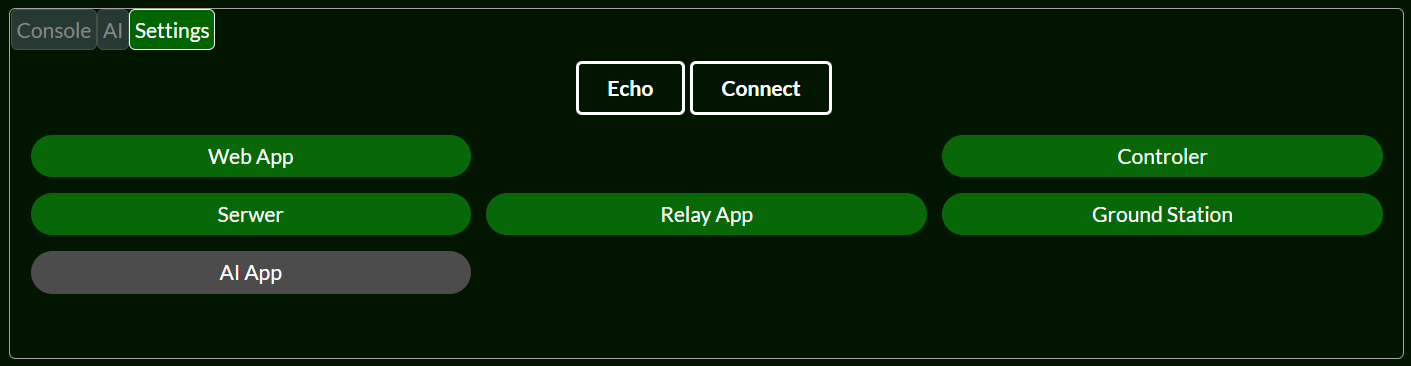 Console AI Settings
Echo Connect
Web App Controler
Serwer Relay App Ground Station
AI App